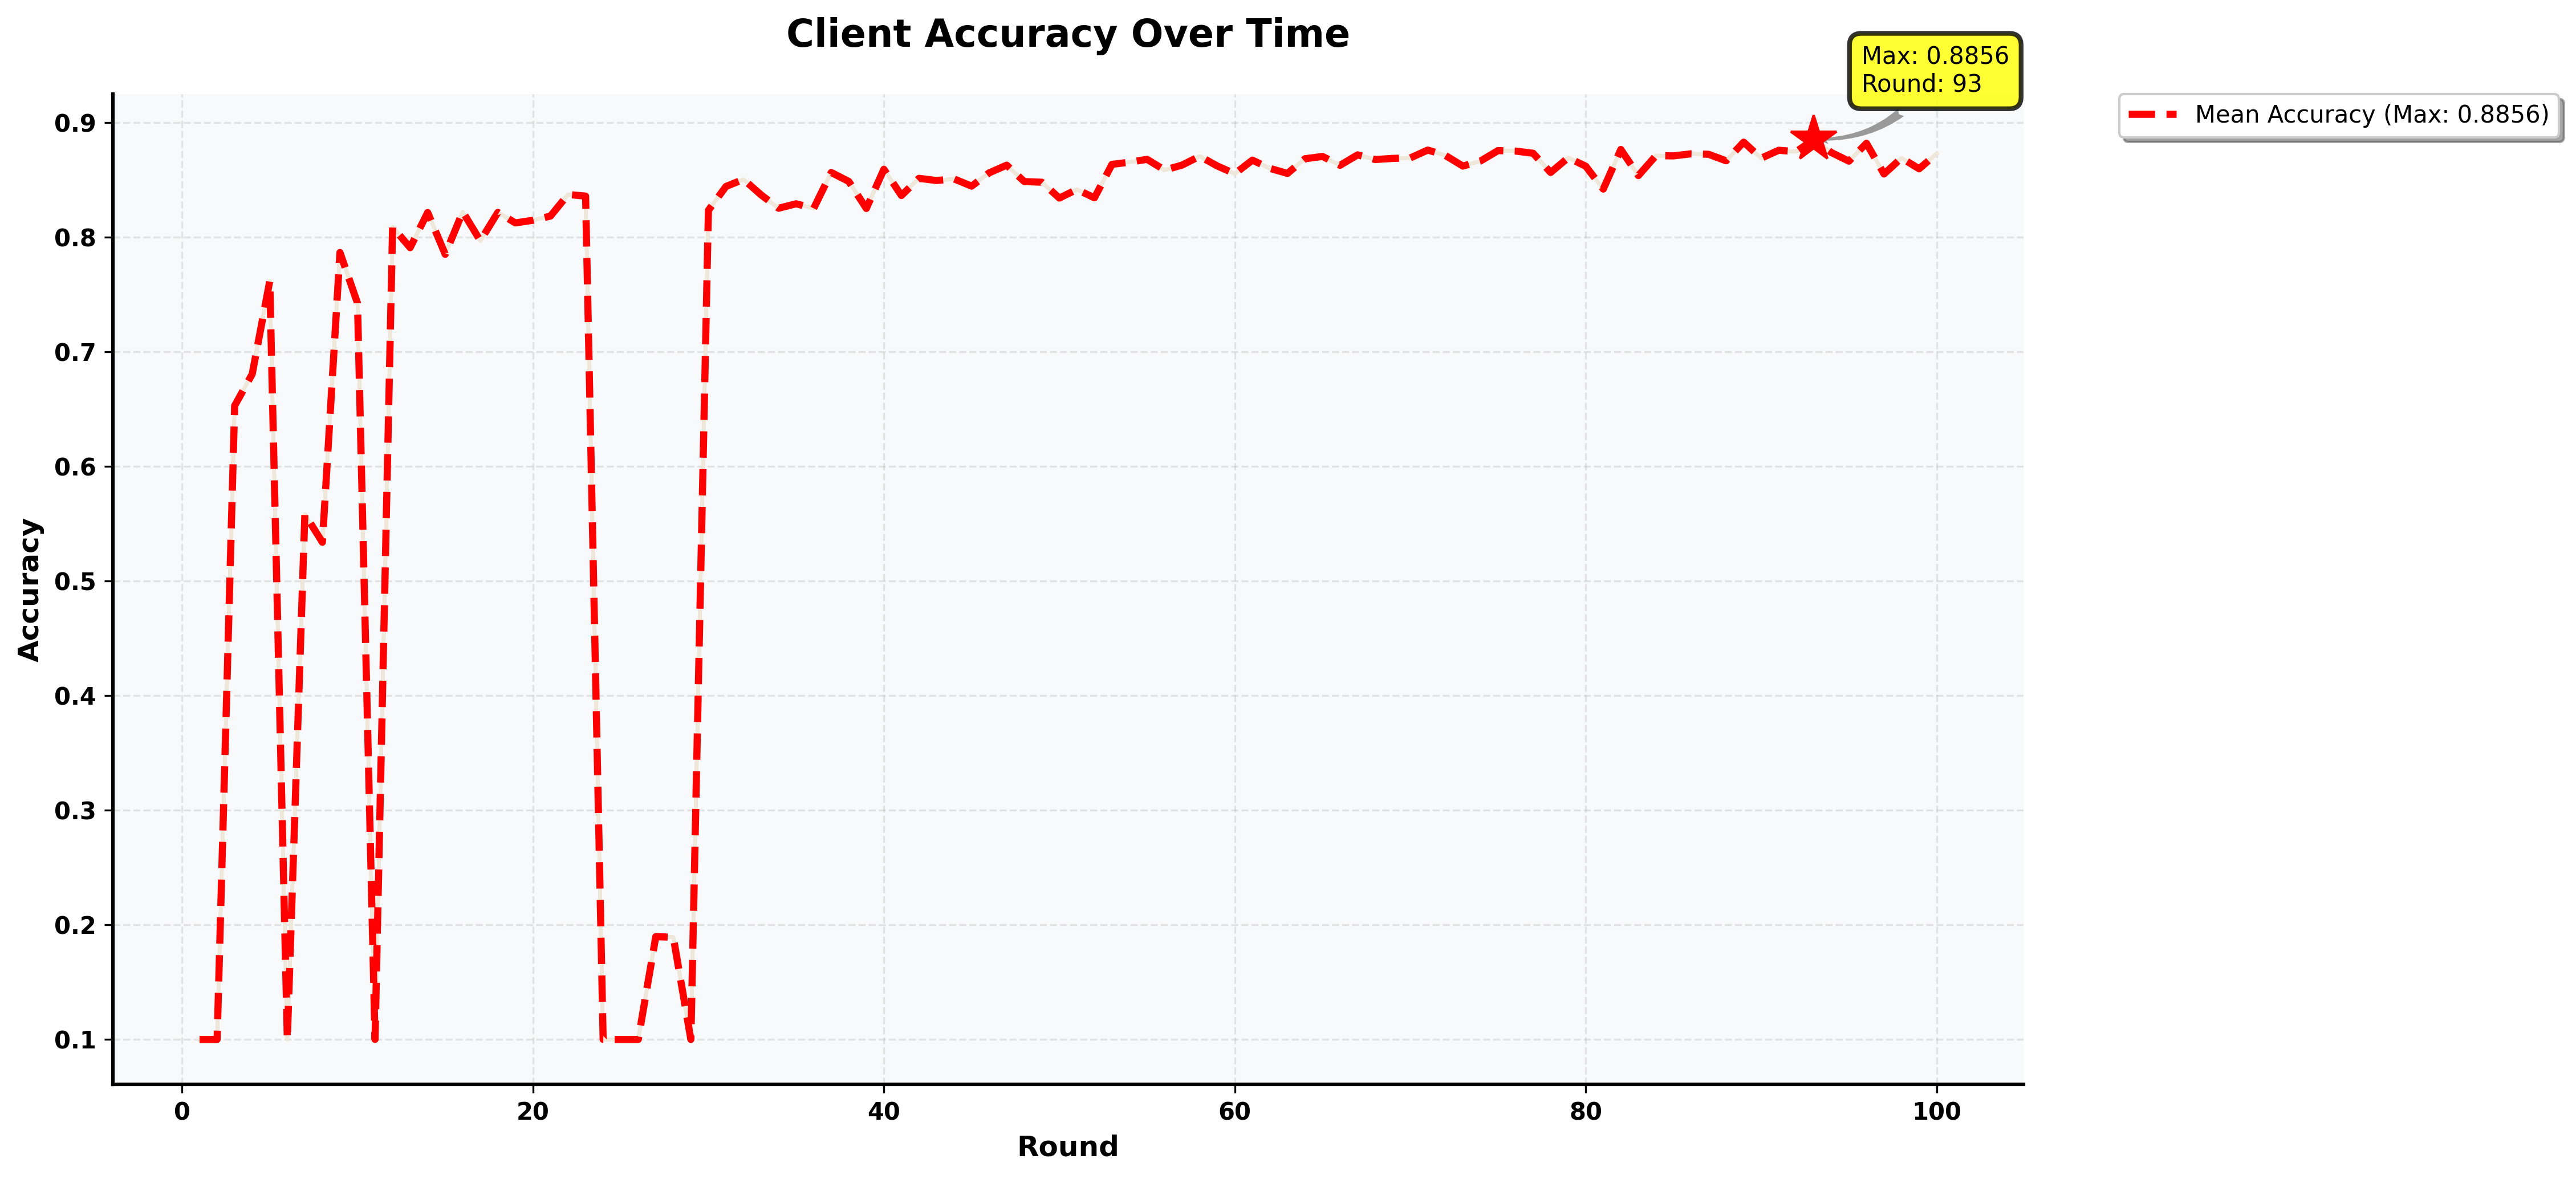 Client Accuracy Over Time
Max: 0.8856
Round: 93
Mean Accuracy (Max: 0.8856)
Accuracy
0.9
0.8
0.7
0.6
0.5
0.4
0.3
0.2
0.1
0 20 40 60 80 100
Round